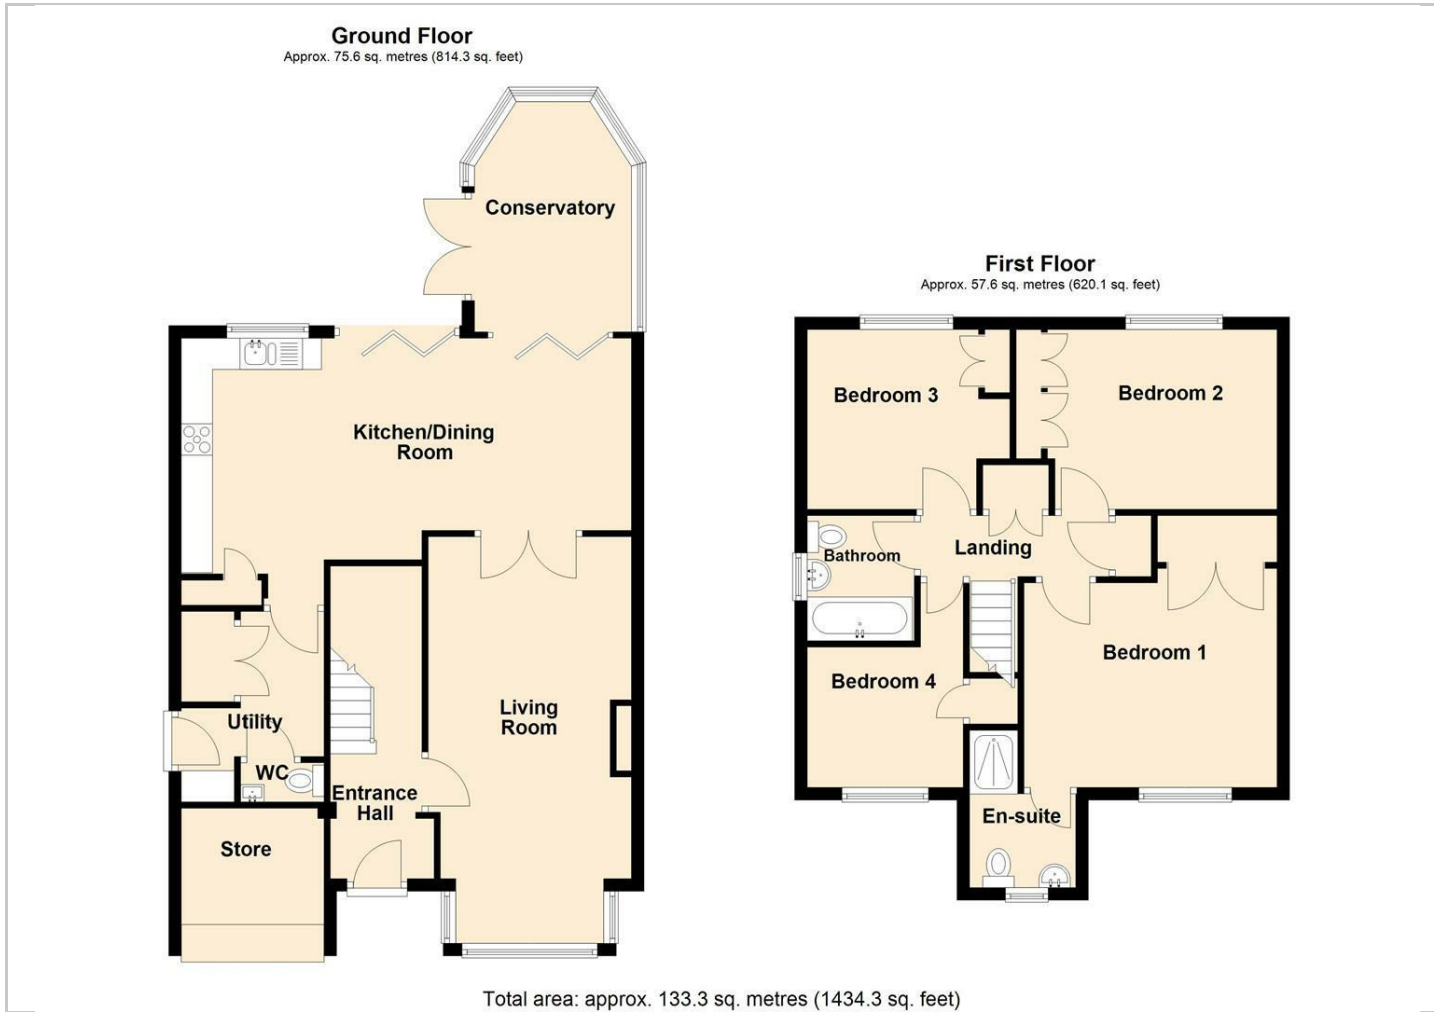 Ground Floor
Approx. 75.6 sq. metres (814.3 sq. feet)
Conservatory
Kitchen/Dining
Room
Living
Room
Utility
WC
Entrance
Hall
Store
First Floor
Approx. 57.6 sq. metres (620.1 sq. feet)
Bedroom 3
Bedroom 2
Bathroom
Landing
Bedroom 1
Bedroom 4
En-suite
Total area: approx. 133.3 sq. metres (1434.3 sq. feet)